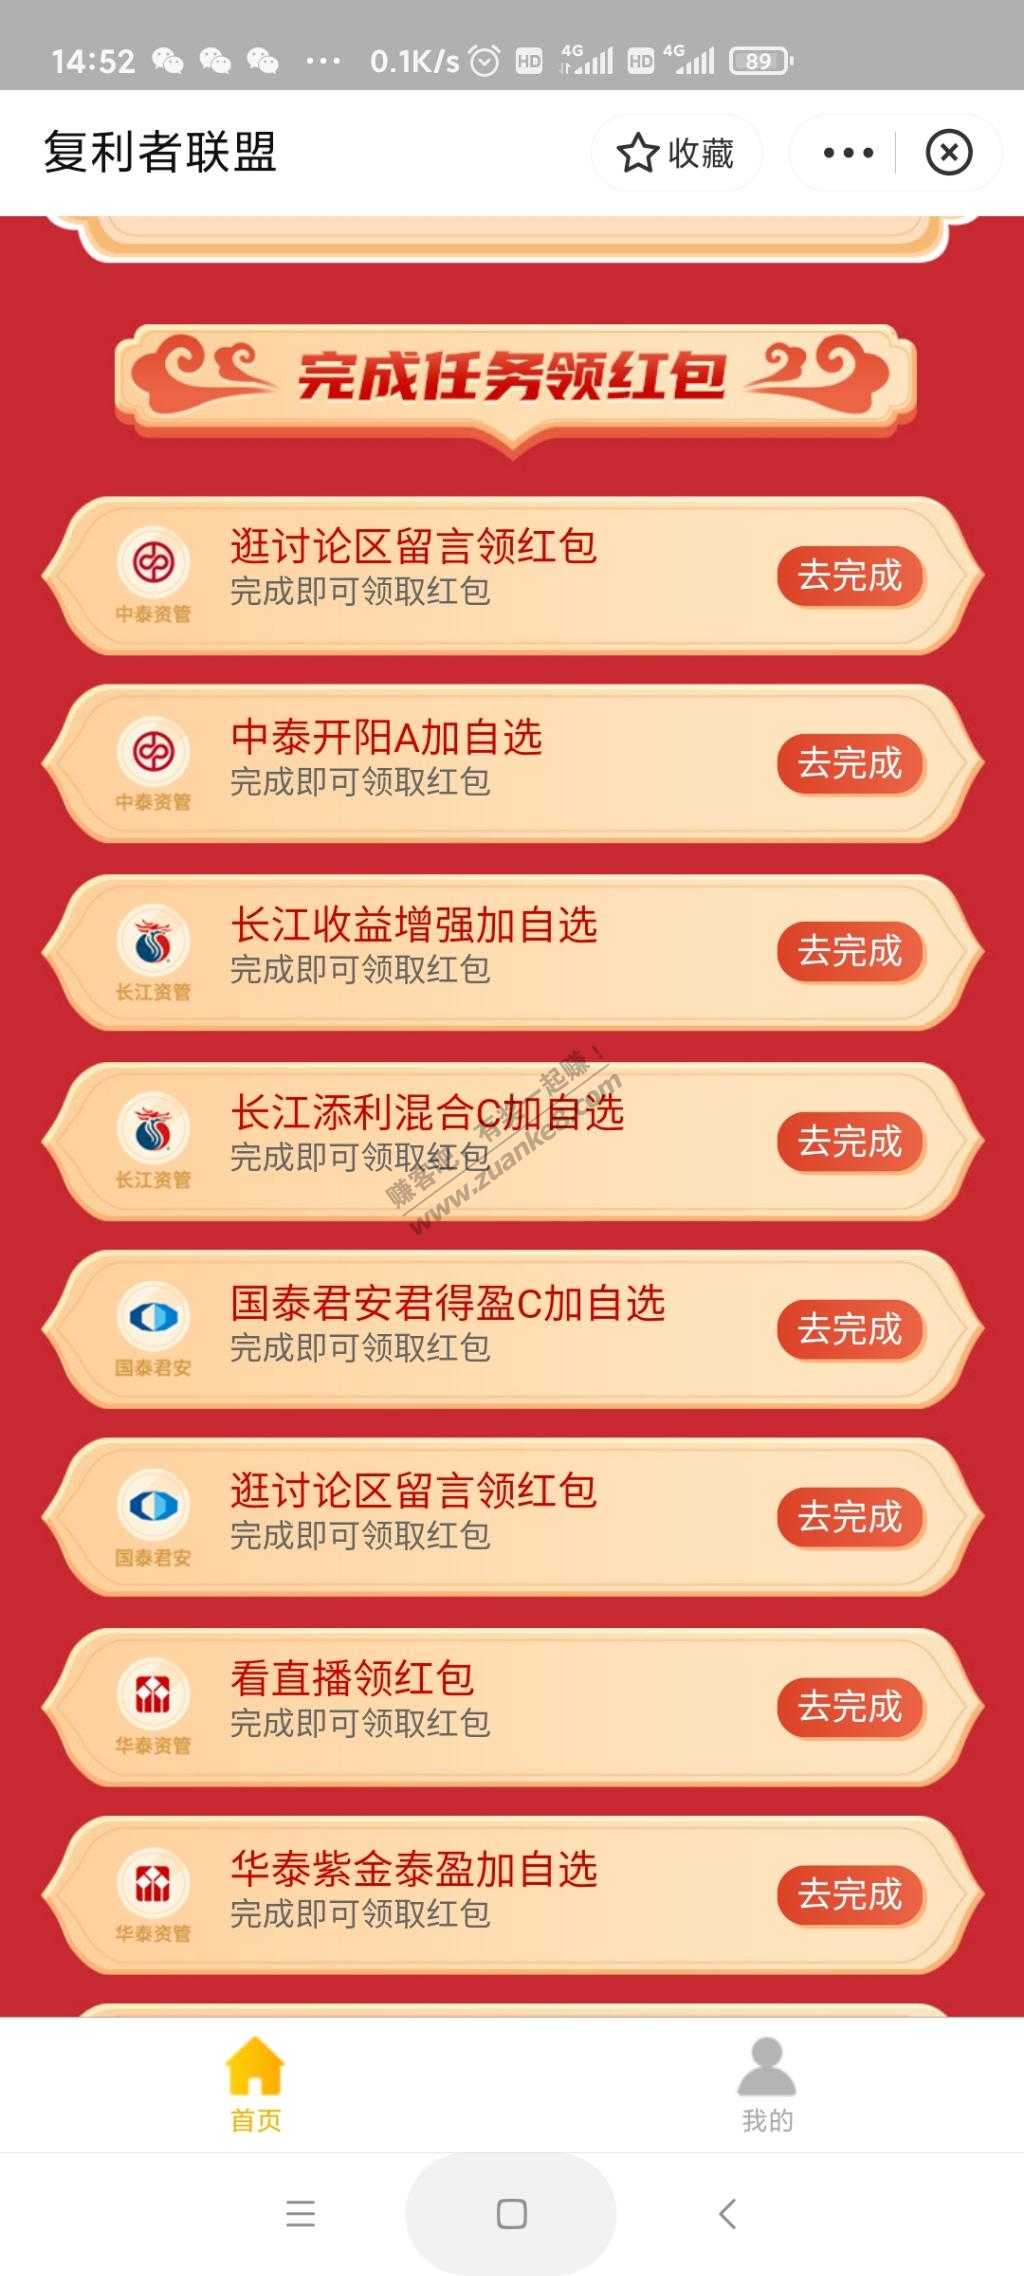 14:52 ... 0.1K/s HD 4G HD 4G 89
复利者联盟
收藏
完成任务领红包
逛讨论区留言领红包
完成即可领取红包
中泰资管
去完成
中泰开阳A加自选
完成即可领取红包
中泰资管
去完成
长江收益增强加自选
完成即可领取红包
长江资管
去完成
长江添利混合C加自选
完成即可领取红包
长江资管
去完成
赚客吧,有奖一起赚!
www.zuanke8.com
国泰君安君得盈C加自选
完成即可领取红包
国泰君安
去完成
逛讨论区留言领红包
完成即可领取红包
国泰君安
去完成
看直播领红包
完成即可领取红包
华泰资管
去完成
华泰紫金泰盈加自选
完成即可领取红包
华泰资管
去完成
首页
我的